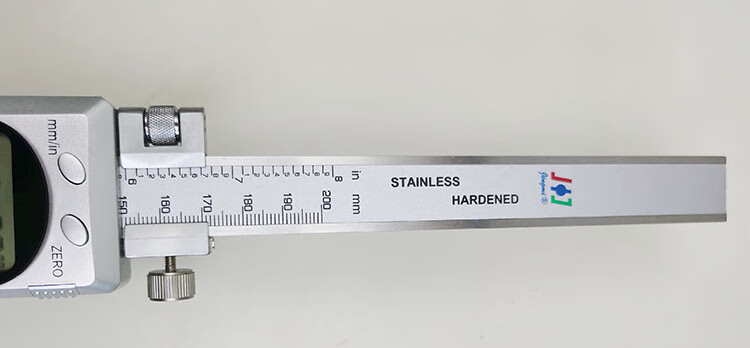 mm/in
ZERO
6 7 8 in
150 160 170 180 190 200 mm
STAINLESS
HARDENED